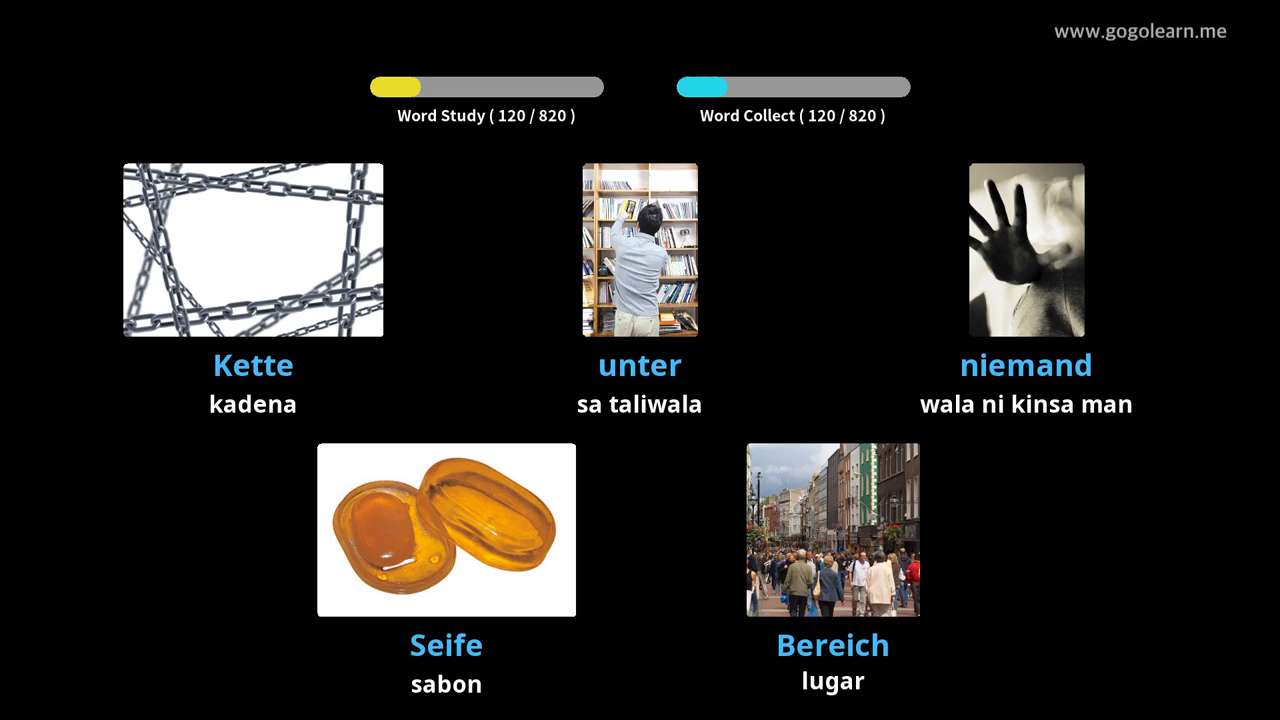 www.gogolearn.me
Word Study ( 120 / 820 )
Word Collect ( 120 / 820 )
Kette
kadena
unter
sa taliwala
niemand
wala ni kinsa man
Seife
sabon
Bereich
lugar